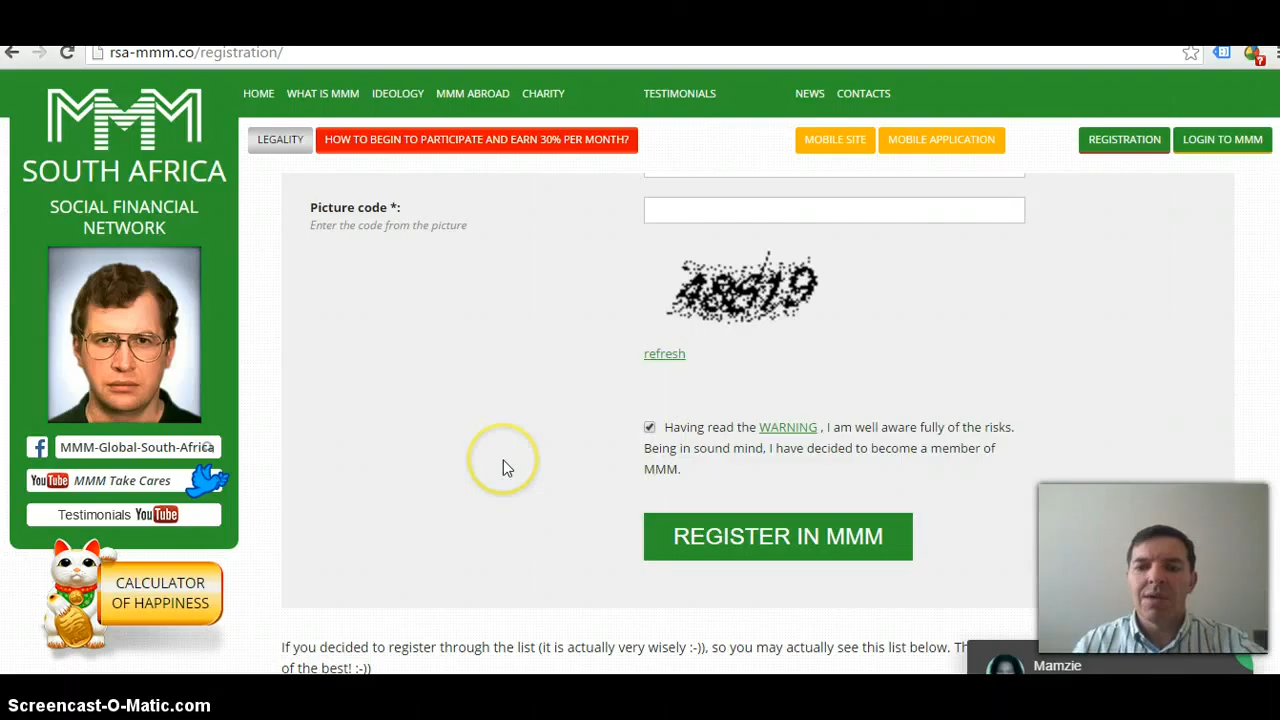 rsa-mmm.co/registration/
MMM
SOUTH AFRICA
SOCIAL FINANCIAL
NETWORK
HOME WHAT IS MMM IDEOLOGY MMM ABROAD CHARITY TESTIMONIALS NEWS CONTACTS
LEGALITY HOW TO BEGIN TO PARTICIPATE AND EARN 30% PER MONTH? MOBILE SITE MOBILE APPLICATION REGISTRATION LOGIN TO MMM
Picture code *:
Enter the code from the picture
refresh
Having read the WARNING , I am well aware fully of the risks.
Being in sound mind, I have decided to become a member of
MMM.
REGISTER IN MMM
MMM-Global-South-Africa
YouTube MMM Take Cares
Testimonials YouTube
CALCULATOR
OF HAPPINESS
If you decided to register through the list (it is actually very wisely :-)), so you may actually see this list below. Th
of the best! :-))
Mamzie
Screencast-O-Matic.com